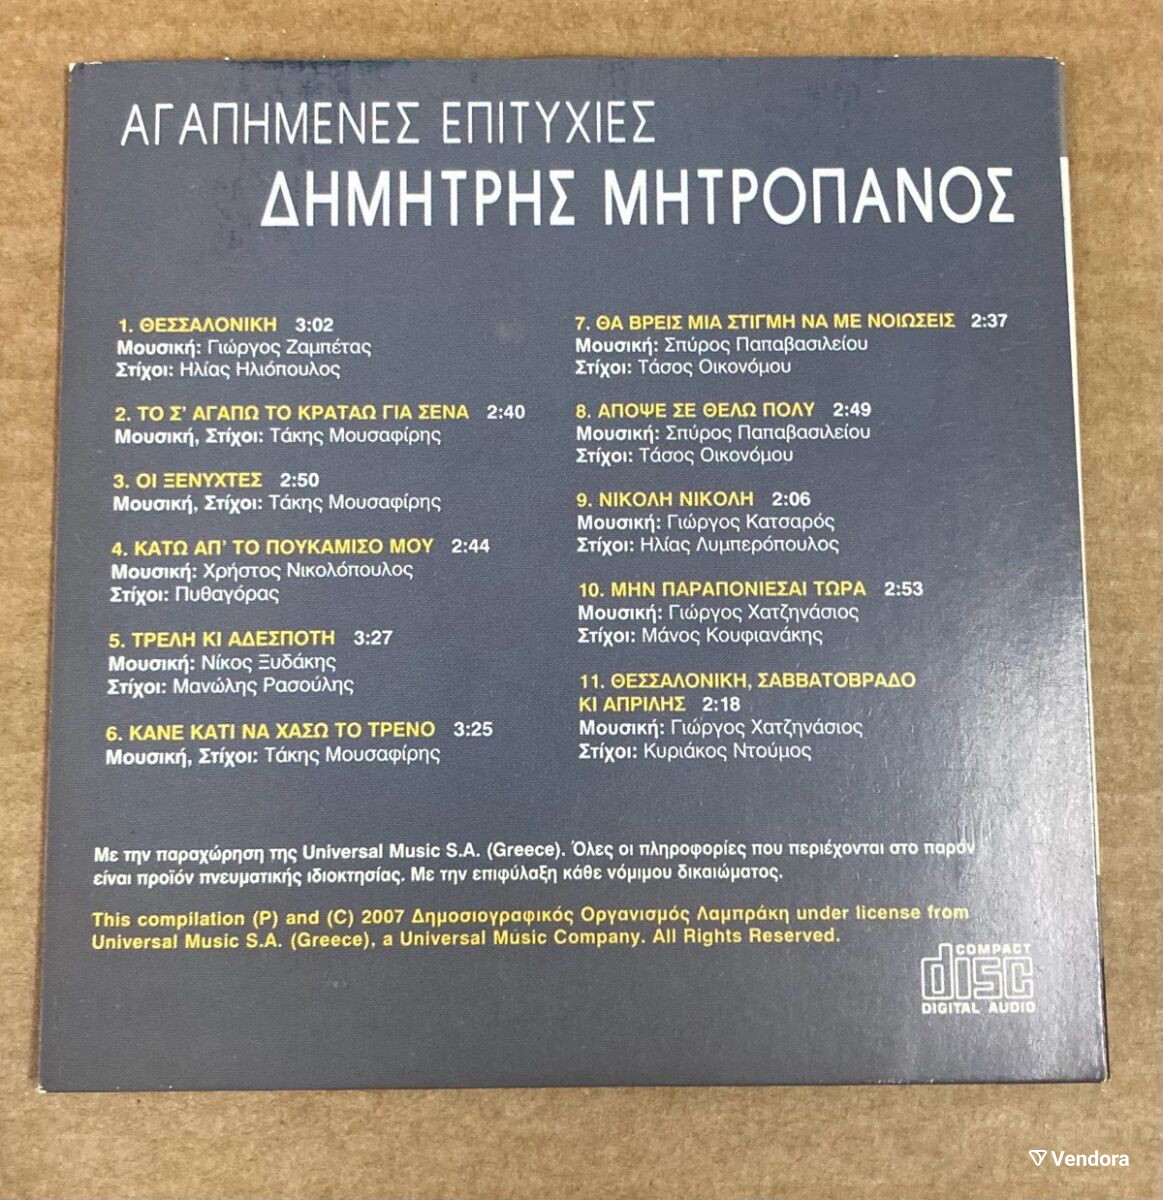 ΑΓΑΠΗΜΕΝΕΣ ΕΠΙΤΥΧΙΕΣ
ΔΗΜΗΤΡΗΣ ΜΗΤΡΟΠΑΝΟΣ
1. ΘΕΣΣΑΛΟΝΙΚΗ 3:02
Μουσική: Γιώργος Ζαμπέτας
Στίχοι: Ηλίας Ηλιόπουλος
2. ΤΟ Σ' ΑΓΑΠΩ ΤΟ ΚΡΑΤΑΩ ΓΙΑ ΣΕΝΑ 2:40
Μουσική, Στίχοι: Τάκης Μουσαφίρης
3. ΟΙ ΞΕΝΥΧΤΕΣ 2:50
Μουσική, Στίχοι: Τάκης Μουσαφίρης
4. ΚΑΤΩ ΑΠ' ΤΟ ΠΟΥΚΑΜΙΣΟ ΜΟΥ 2:44
Μουσική: Χρήστος Νικολόπουλος
Στίχοι: Πυθαγόρας
5. ΤΡΕΛΗ ΚΙ ΑΔΕΣΠΟΤΗ 3:27
Μουσική: Νίκος Ξυδάκης
Στίχοι: Μανώλης Ρασούλης
6. ΚΑΝΕ ΚΑΤΙ ΝΑ ΧΑΣΩ ΤΟ ΤΡΕΝΟ 3:25
Μουσική, Στίχοι: Τάκης Μουσαφίρης
7. ΘΑ ΒΡΕΙΣ ΜΙΑ ΣΤΙΓΜΗ ΝΑ ΜΕ ΝΟΙΩΣΕΙΣ 2:37
Μουσική: Σπύρος Παπαβασιλείου
Στίχοι: Τάσος Οικονόμου
8. ΑΠΟΨΕ ΣΕ ΘΕΛΩ ΠΟΛΥ 2:49
Μουσική: Σπύρος Παπαβασιλείου
Στίχοι: Τάσος Οικονόμου
9. ΝΙΚΟΛΗ ΝΙΚΟΛΗ 2:06
Μουσική: Γιώργος Κατσαρός
Στίχοι: Ηλίας Λυμπερόπουλος
10. ΜΗΝ ΠΑΡΑΠΟΝΙΕΣΑΙ ΤΩΡΑ 2:53
Μουσική: Γιώργος Χατζηνάσιος
Στίχοι: Μάνος Κουφιανάκης
11. ΘΕΣΣΑΛΟΝΙΚΗ, ΣΑΒΒΑΤΟΒΡΑΔΟ
ΚΙ ΑΠΡΙΛΗΣ 2:18
Μουσική: Γιώργος Χατζηνάσιος
Στίχοι: Κυριάκος Ντούμος
Με την παραχώρηση της Universal Music S.A. (Greece). Όλες οι πληροφορίες που περιέχονται στο παρόν
είναι προϊόν πνευματικής ιδιοκτησίας. Με την επιφύλαξη κάθε νόμιμου δικαιώματος.
This compilation (P) and (C) 2007 Δημοσιογραφικός Οργανισμός Λαμπράκη under license from
Universal Music S.A. (Greece), a Universal Music Company. All Rights Reserved.
COMPACT
disc
DIGITAL AUDIO
Vendora